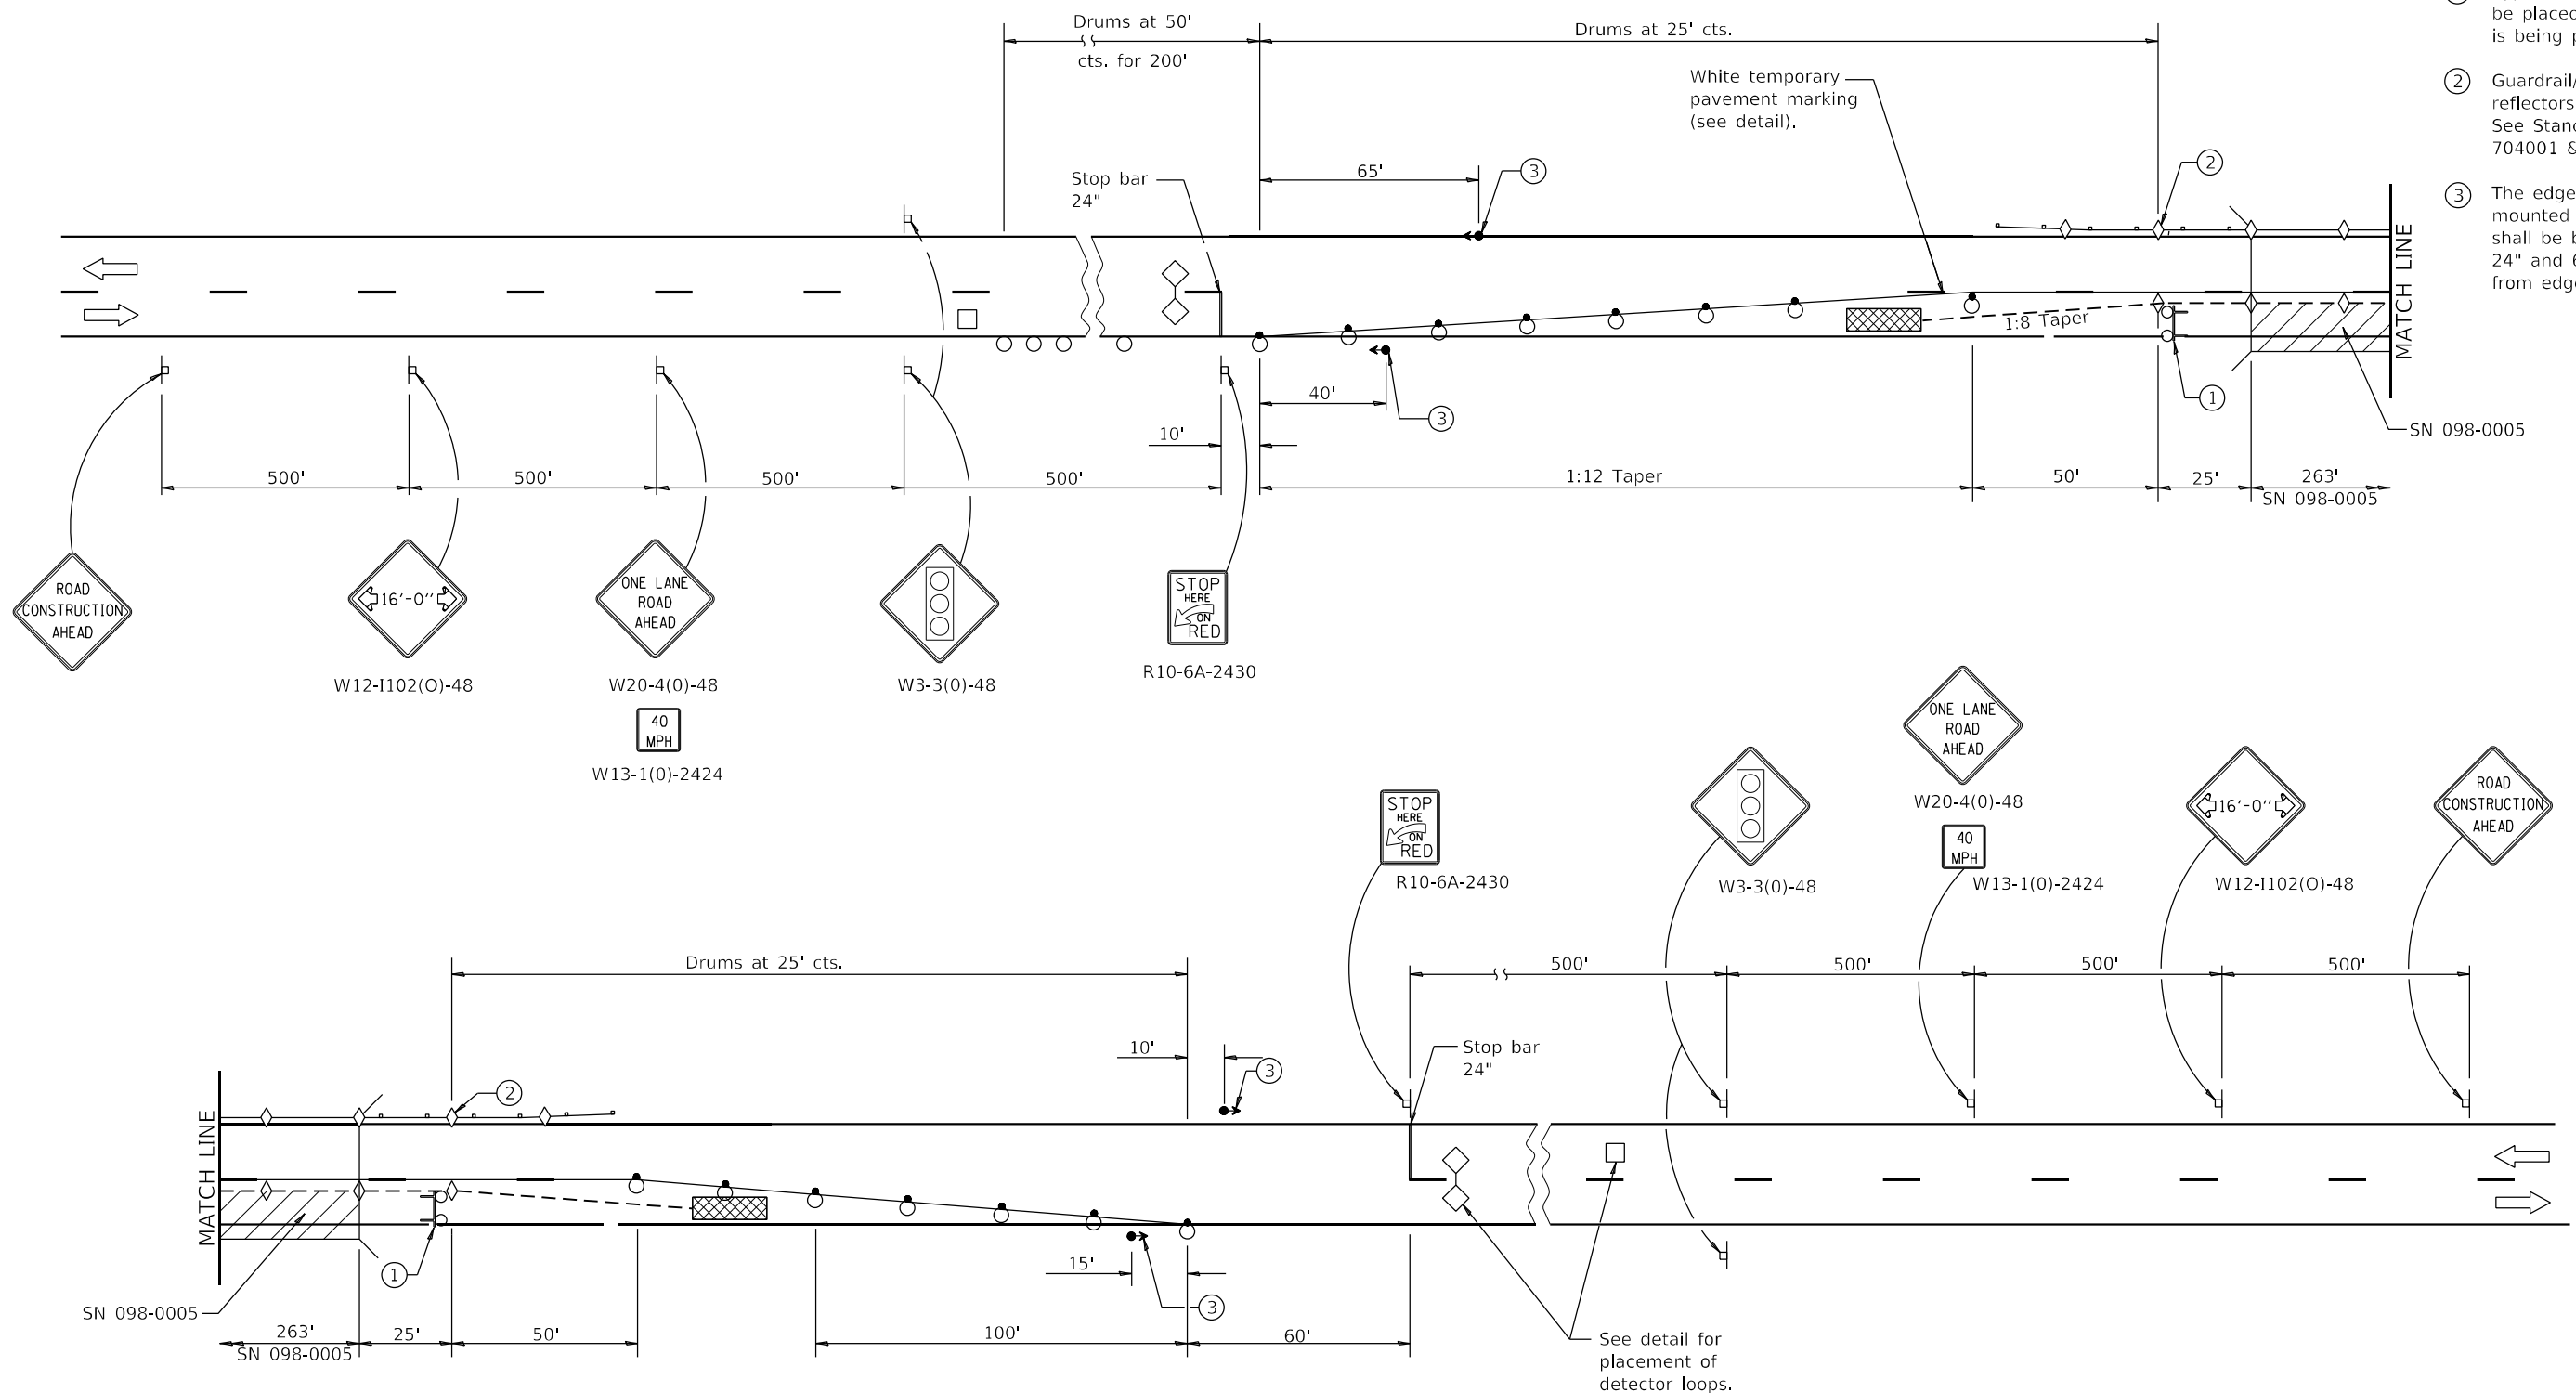 Drums at 50'
cts. for 200'
Drums at 25' cts.
be placed
is being p
White temporary
pavement marking
(see detail).
2 Guardrail/
reflectors
See Stand
704001 &
Stop bar
24"
65'
3
2
3 The edge
mounted
shall be b
24" and 6
from edge
MATCH LINE
1:8 Taper
40'
3
1
10'
SN 098-0005
500'
500'
500'
500'
1:12 Taper
50'
25'
263'
SN 098-0005
ROAD
CONSTRUCTION
AHEAD
16'-0"
ONE LANE
ROAD
AHEAD
STOP
HERE
ON
RED
W12-I102(O)-48
W20-4(0)-48
W3-3(0)-48
R10-6A-2430
40
MPH
W13-1(0)-2424
ONE LANE
ROAD
AHEAD
STOP
HERE
ON
RED
W20-4(0)-48
16'-0"
ROAD
CONSTRUCTION
AHEAD
40
MPH
R10-6A-2430
W3-3(0)-48
W13-1(0)-2424
W12-I102(O)-48
Drums at 25' cts.
500'
500'
500'
500'
10'
3
Stop bar
24"
2
MATCH LINE
1
15'
3
SN 098-0005
263'
SN 098-0005
25'
50'
100'
60'
See detail for
placement of
detector loops.